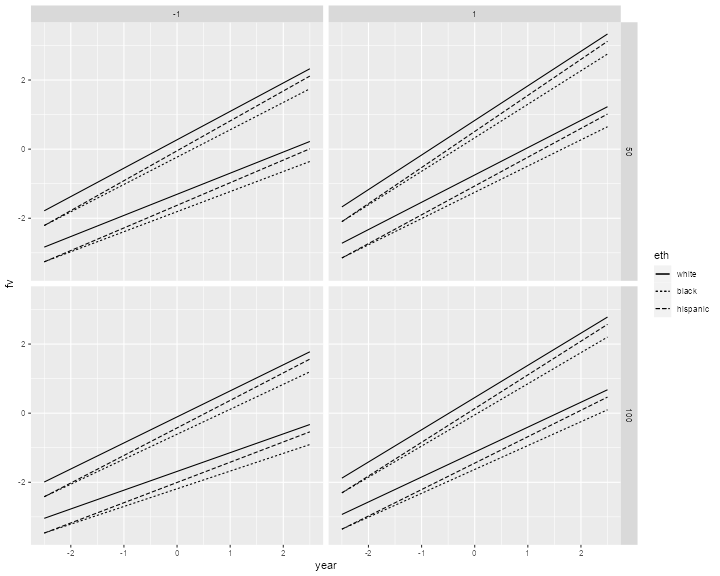 -1 1
2
0
-2
50
fv
eth
white
black
hispanic
2
0
-2
100
-2 -1 0 1 2 -2 -1 0 1 2
year